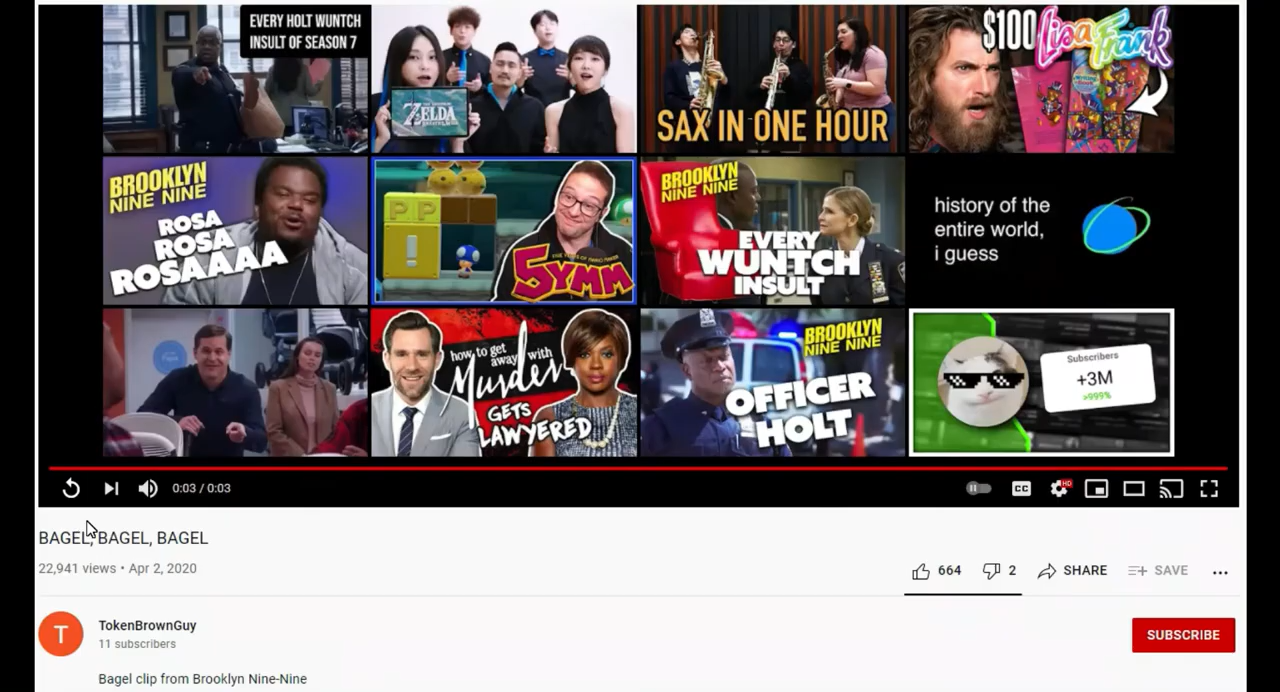 EVERY HOLT WUNTCH
INSULT OF SEASON 7
ZELDA
SAX IN ONE HOUR
$100
Lisa Frank
BROOKLYN
NINE NINE
ROSA
ROSA
ROSAAAA
P P
5YMM
BROOKLYN
NINE NINE
EVERY
WUNTCH
INSULT
history of the
entire world,
i guess
how to get
away with
Murder
GETS
LAWYERED
BROOKLYN
NINE NINE
OFFICER
HOLT
Subscribers
+3M
>999%
0:03 / 0:03
CC
HD
BAGEL, BAGEL, BAGEL
22,941 views • Apr 2, 2020
664
2
SHARE
SAVE
T
TokenBrownGuy
11 subscribers
SUBSCRIBE
Bagel clip from Brooklyn Nine-Nine